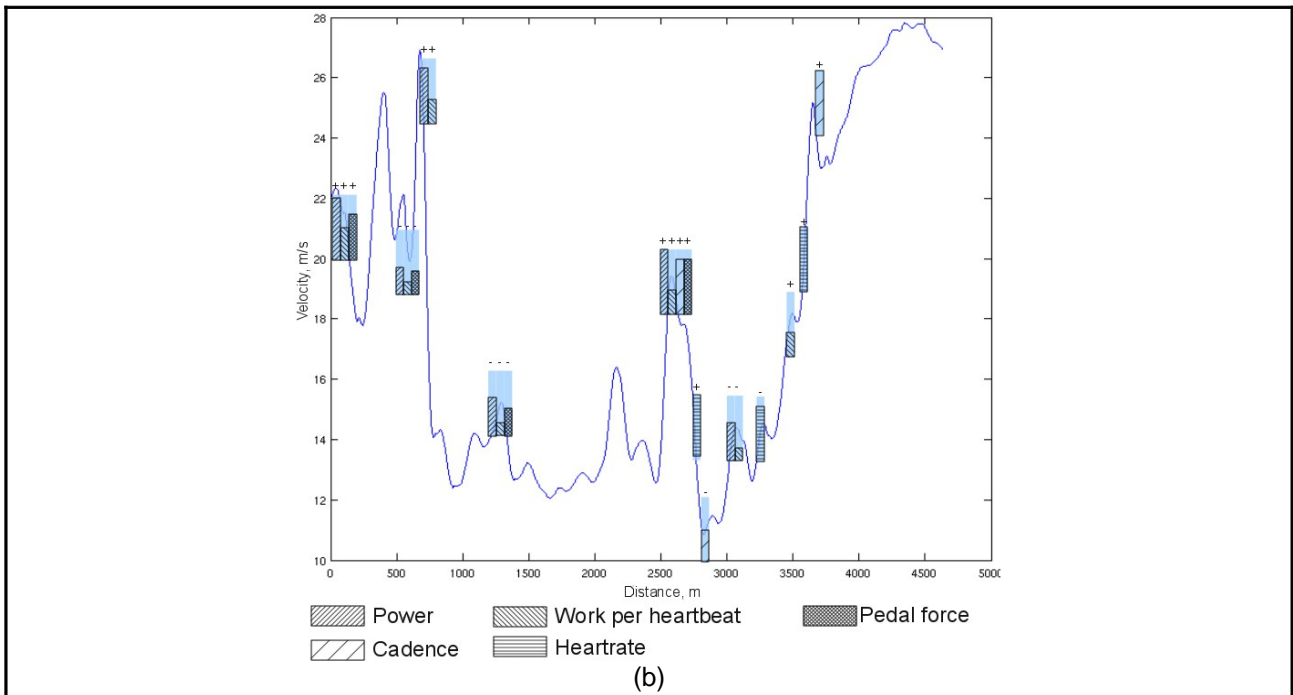 28
++
+
26
24
+++
22
+
- - -
++++
20
Velocity, m/s
+
18
- - -
16
+
- -
-
14
-
12
10
0 500 1000 1500 2000 2500 3000 3500 4000 4500 5000
Distance, m
Power Work per heartbeat Pedal force
Cadence Heartrate
(b)